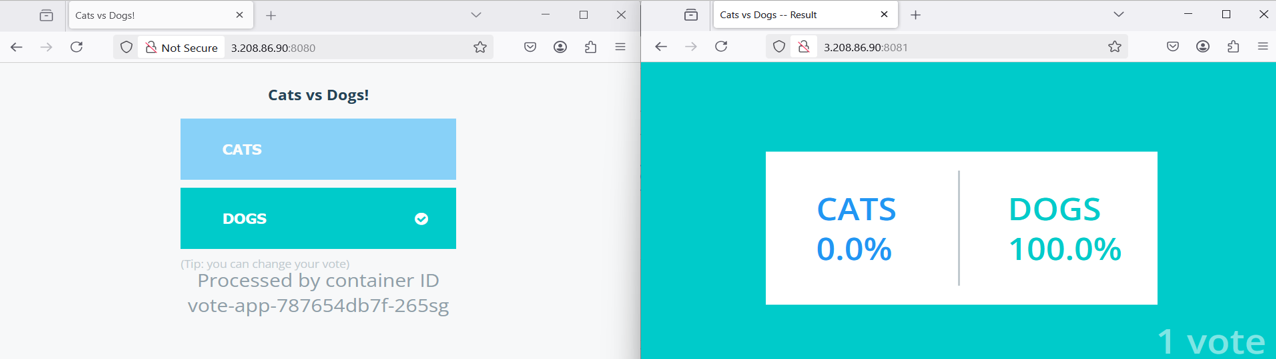 Cats vs Dogs!
Not Secure 3.208.86.90:8080
Cats vs Dogs!
CATS
DOGS
(Tip: you can change your vote)
Processed by container ID
vote-app-787654db7f-265sg
Cats vs Dogs -- Result
3.208.86.90:8081
CATS
0.0%
DOGS
100.0%
1 vote